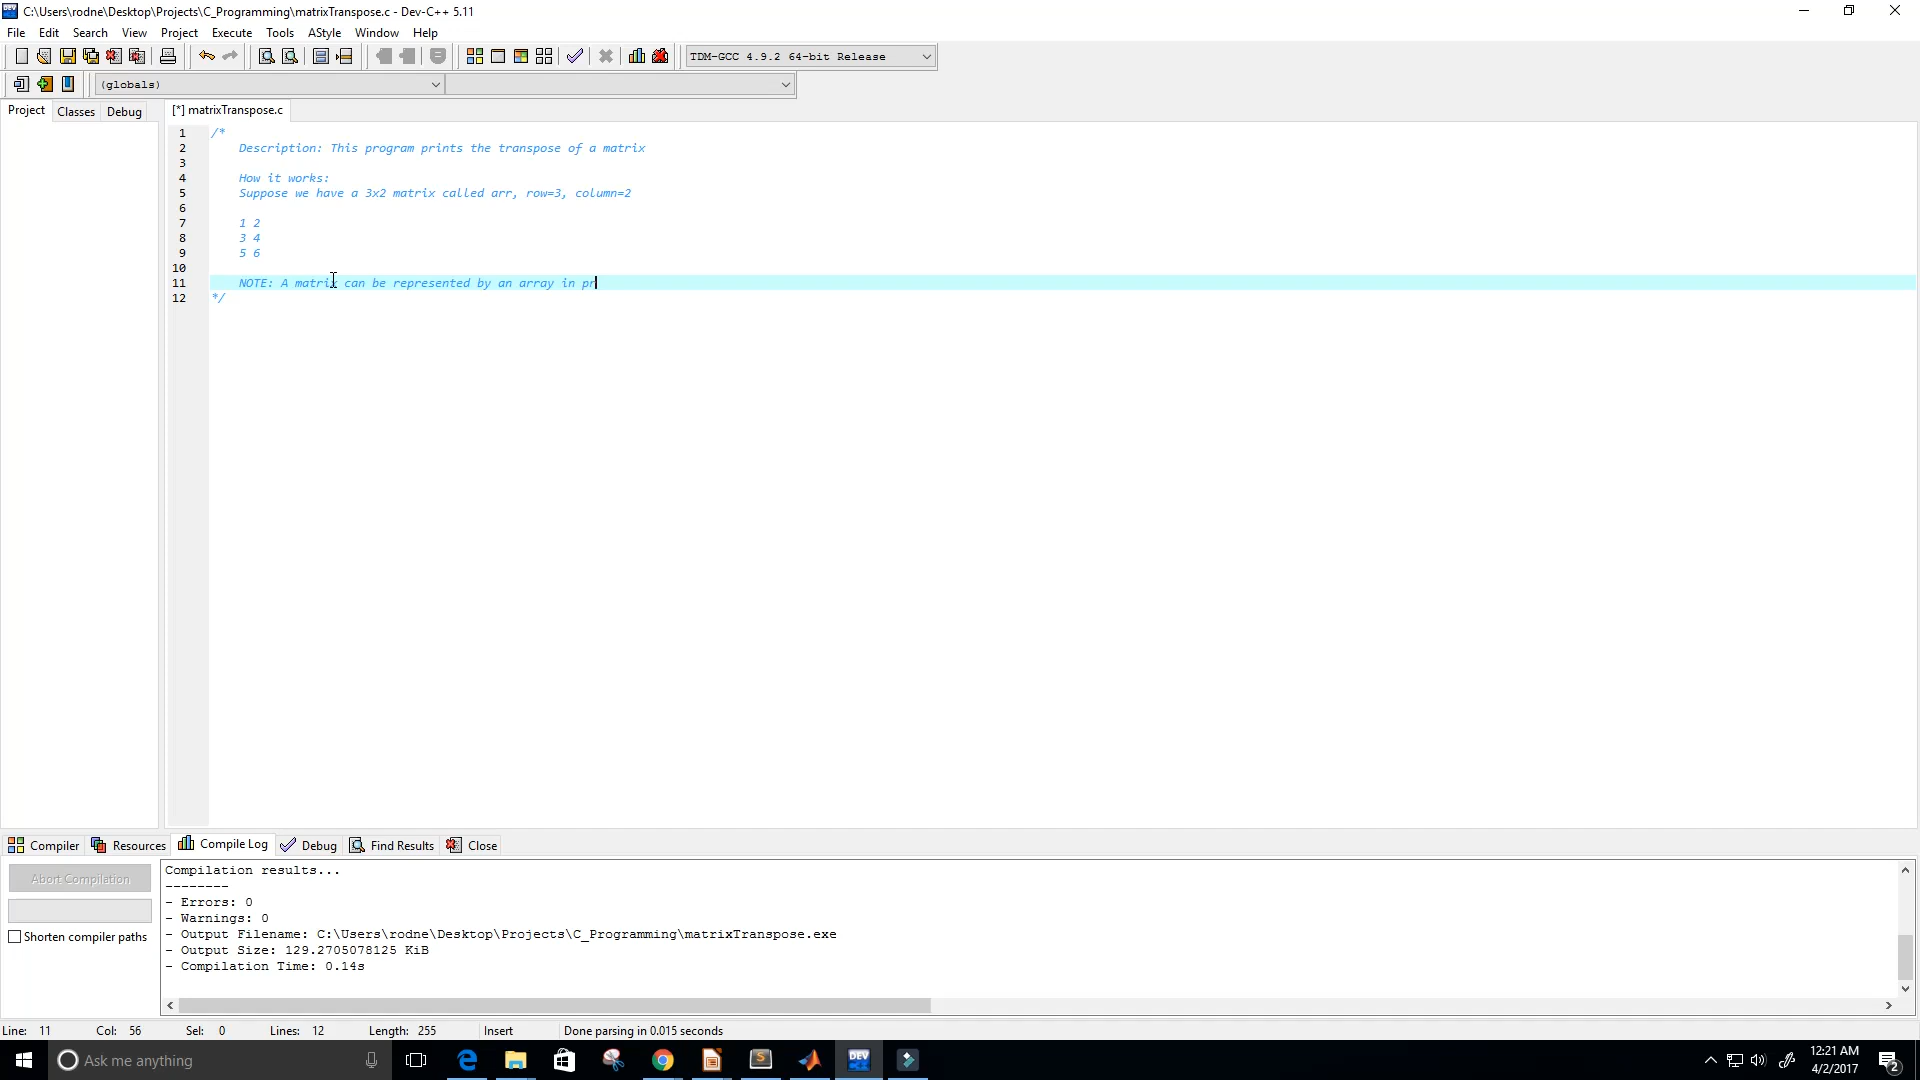 C:\Users\rodne\Desktop\Projects\C_Programming\matrixTranspose.c - Dev-C++ 5.11
File Edit Search View Project Execute Tools AStyle Window Help
TDM-GCC 4.9.2 64-bit Release
(globals)
Project Classes Debug [*] matrixTranspose.c
1 /*
2 Description: This program prints the transpose of a matrix
3
4 How it works:
5 Suppose we have a 3x2 matrix called arr, row=3, column=2
6
7 1 2
8 3 4
9 5 6
10
11 NOTE: A matrix can be represented by an array in pr
12 */
Compiler Resources Compile Log Debug Find Results Close
Abort Compilation
Shorten compiler paths
Compilation results...
--------
- Errors: 0
- Warnings: 0
- Output Filename: C:\Users\rodne\Desktop\Projects\C_Programming\matrixTranspose.exe
- Output Size: 129.2705078125 KiB
- Compilation Time: 0.14s
Line: 11 Col: 56 Sel: 0 Lines: 12 Length: 255 Insert Done parsing in 0.015 seconds
Ask me anything
DEV
12:21 AM
4/2/2017
2